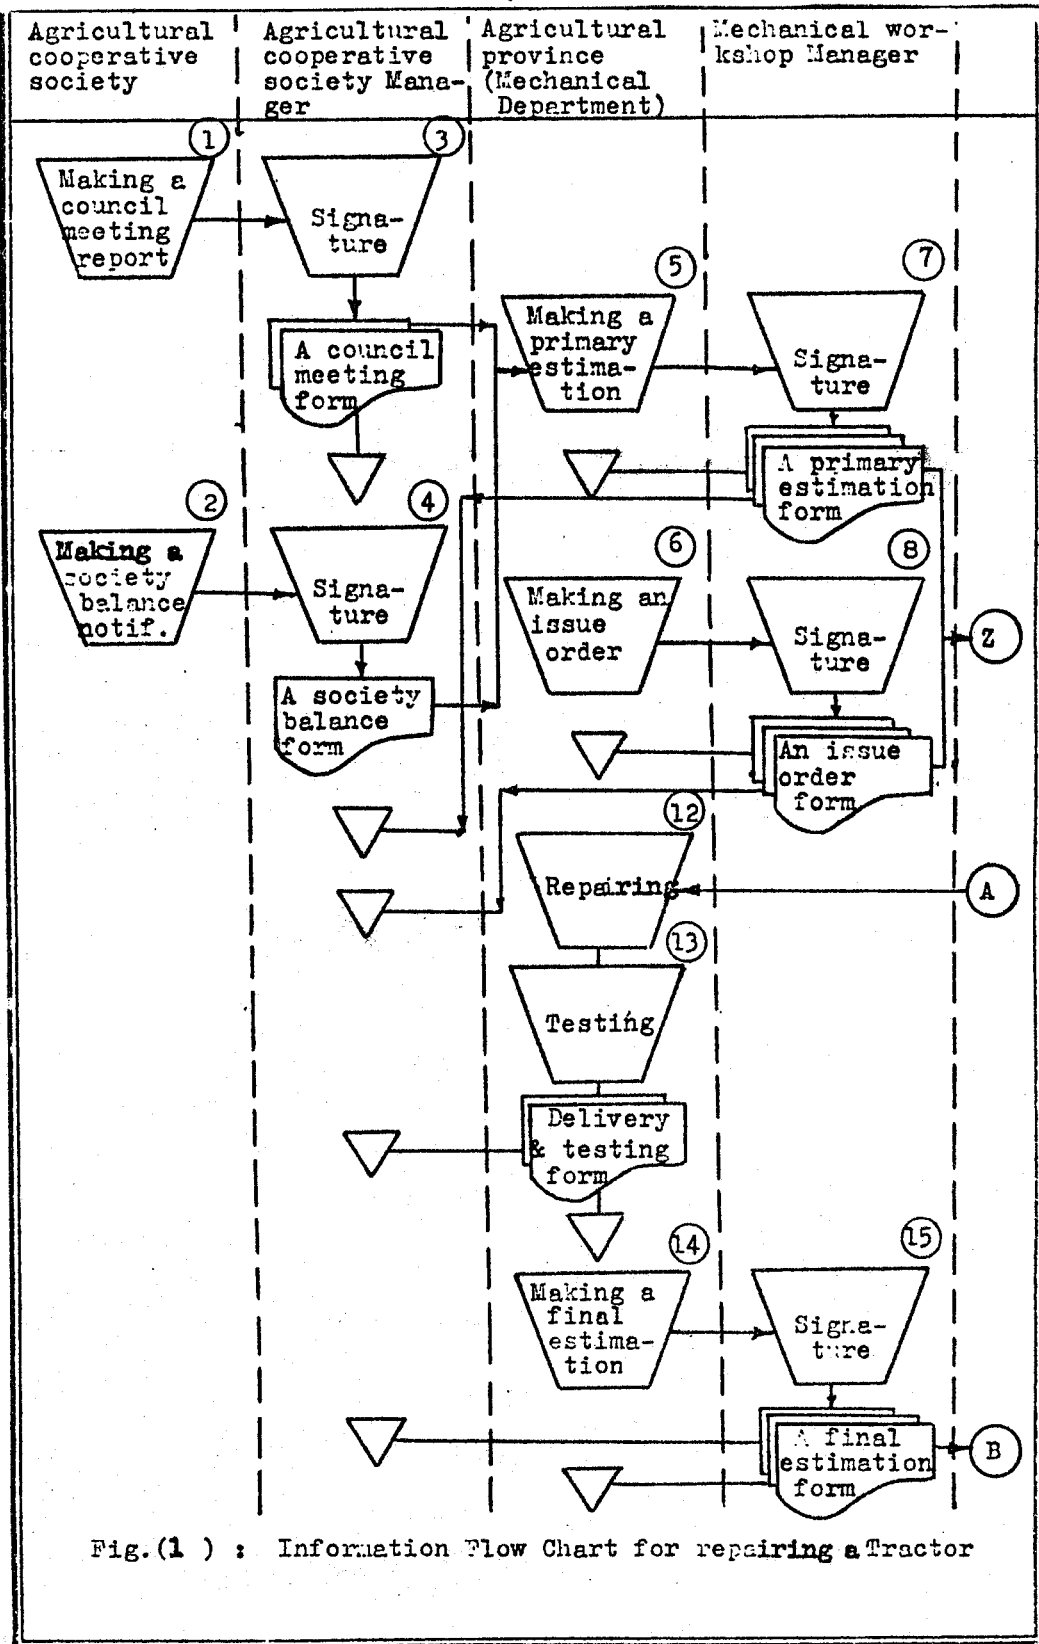 Agricultural
cooperative
society
Agricultural
cooperative
society Mana-
ger
Agricultural
province
(Mechanical
Department)
Mechanical wor-
kshop Manager
1
Making a
council
meeting
report
3
Signa-
ture
A council
meeting
form
5
Making a
primary
estima-
tion
7
Signa-
ture
A primary
estimation
form
2
Making a
society
balance
notif.
4
Signa-
ture
A society
balance
form
6
Making an
issue
order
8
Signa-
ture
An issue
order
form
Z
12
Repairing
A
13
Testing
Delivery
& testing
form
14
Making a
final
estima-
tion
15
Signa-
ture
A final
estimation
form
B
Fig.(1 ) : Information Flow Chart for repairing a Tractor